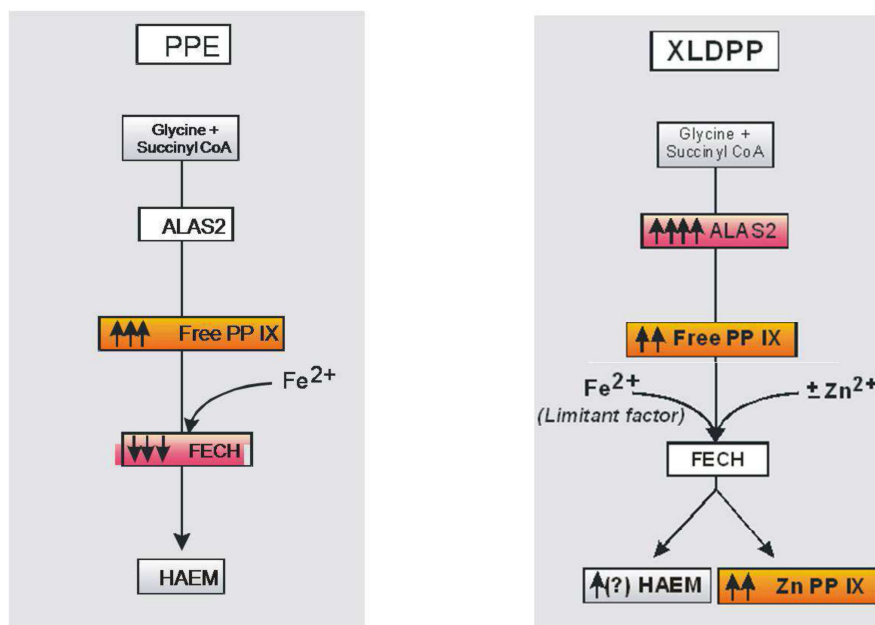 PPE
Glycine +
Succinyl CoA
ALAS2
↑↑↑ Free PP IX
Fe2+
↓↓↓ FECH
HAEM
XLDPP
Glycine +
Succinyl CoA
↑↑↑↑ ALAS2
↑↑ Free PP IX
Fe2+
(Limitant factor)
± Zn2+
FECH
↑(?) HAEM
↑↑ Zn PP IX